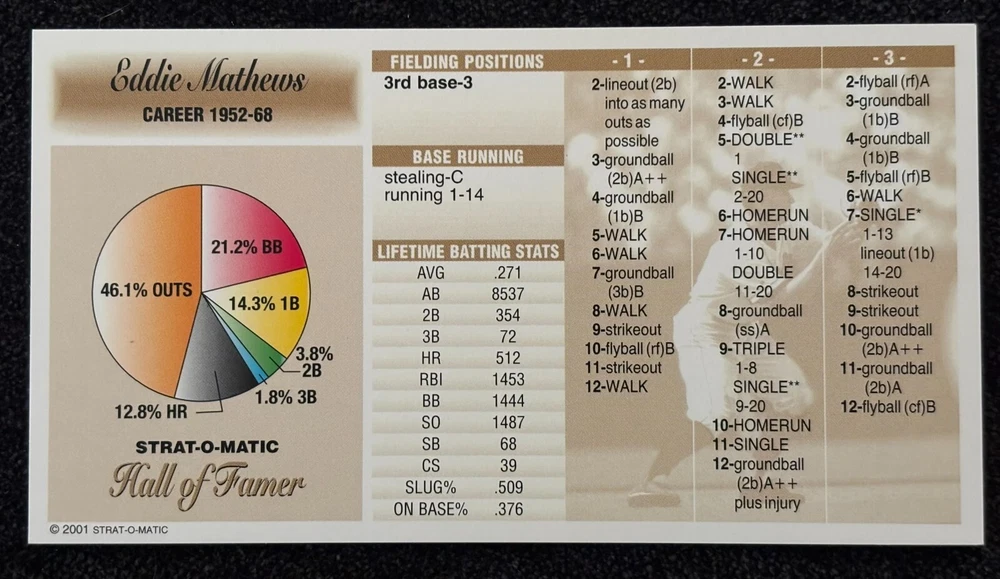 Eddie Mathews
CAREER 1952-68
21.2% BB
46.1% OUTS
14.3% 1B
3.8%
2B
1.8% 3B
12.8% HR
STRAT-O-MATIC
Hall of Famer
© 2001 STRAT-O-MATIC
FIELDING POSITIONS
3rd base-3
BASE RUNNING
stealing-C
running 1-14
LIFETIME BATTING STATS
AVG .271
AB 8537
2B 354
3B 72
HR 512
RBI 1453
BB 1444
SO 1487
SB 68
CS 39
SLUG% .509
ON BASE% .376
- 1 -
2-lineout (2b)
into as many
outs as
possible
3-groundball
(2b)A++
4-groundball
(1b)B
5-WALK
6-WALK
7-groundball
(3b)B
8-WALK
9-strikeout
10-flyball (rf)B
11-strikeout
12-WALK
- 2 -
2-WALK
3-WALK
4-flyball (cf)B
5-DOUBLE**
1
SINGLE**
2-20
6-HOMERUN
7-HOMERUN
1-10
DOUBLE
11-20
8-groundball
(ss)A
9-TRIPLE
1-8
SINGLE**
9-20
10-HOMERUN
11-SINGLE
12-groundball
(2b)A++
plus injury
- 3 -
2-flyball (rf)A
3-groundball
(1b)B
4-groundball
(1b)B
5-flyball (rf)B
6-WALK
7-SINGLE*
1-13
lineout (1b)
14-20
8-strikeout
9-strikeout
10-groundball
(2b)A++
11-groundball
(2b)A
12-flyball (cf)B